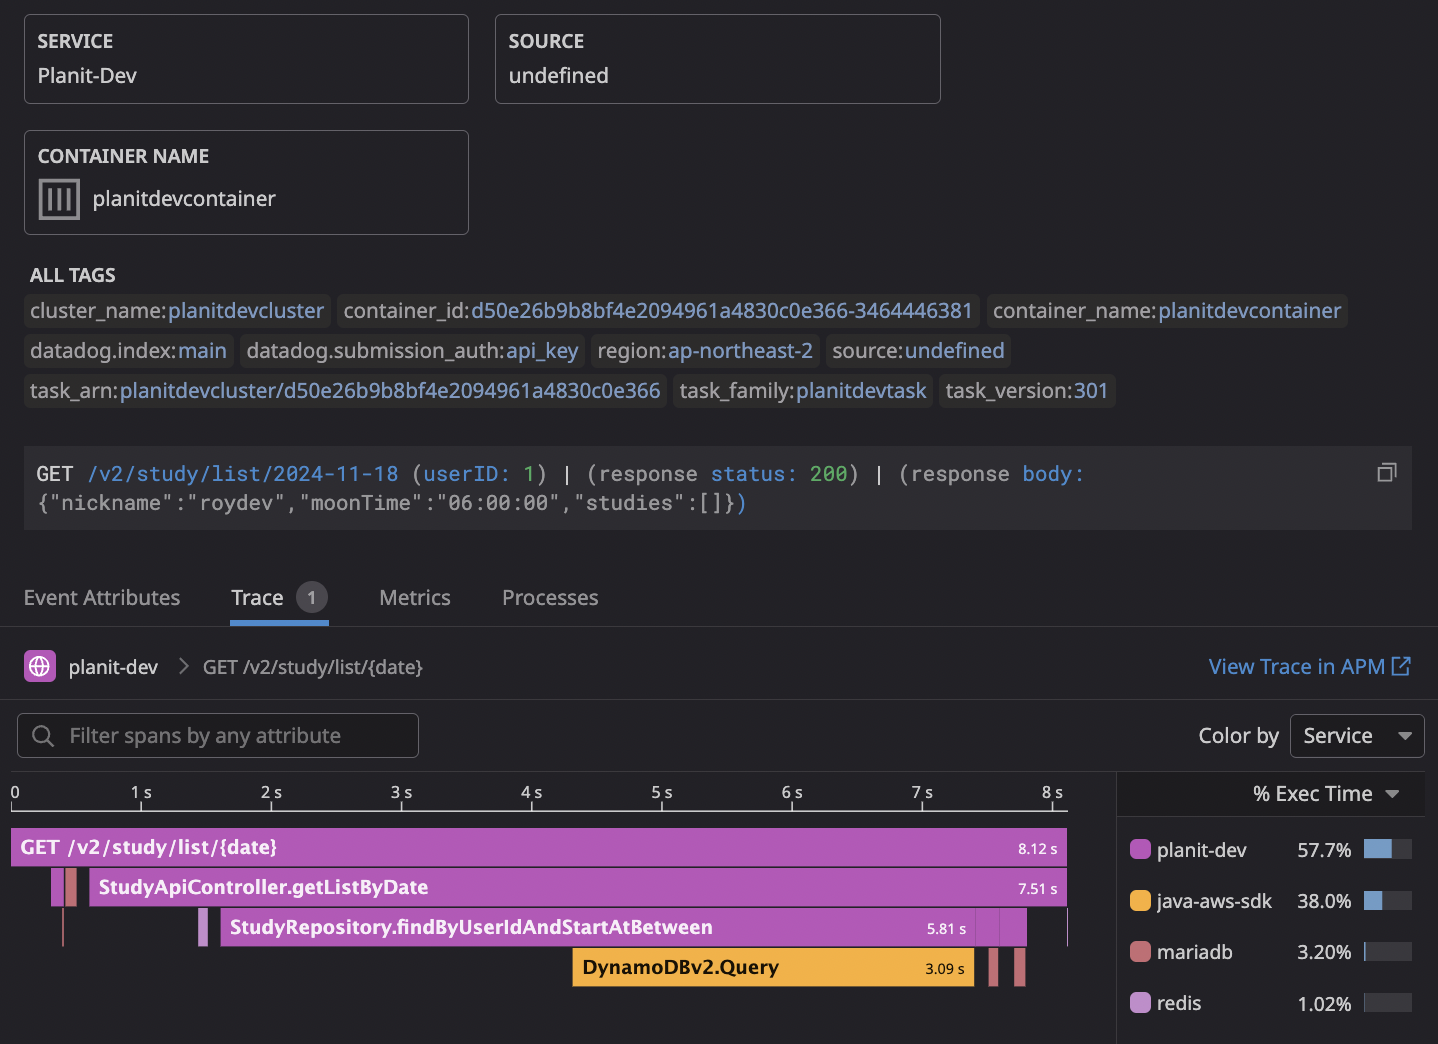 SERVICE
Planit-Dev
SOURCE
undefined
CONTAINER NAME
planitdevcontainer
ALL TAGS
cluster_name:planitdevcluster container_id:d50e26b9b8bf4e2094961a4830c0e366-3464446381 container_name:planitdevcontainer
datadog.index:main datadog.submission_auth:api_key region:ap-northeast-2 source:undefined
task_arn:planitdevcluster/d50e26b9b8bf4e2094961a4830c0e366 task_family:planitdevtask task_version:301
GET /v2/study/list/2024-11-18 (userID: 1) | (response status: 200) | (response body:
{"nickname":"roydev","moonTime":"06:00:00","studies":[]})
Event Attributes Trace 1 Metrics Processes
planit-dev GET /v2/study/list/{date} View Trace in APM
Filter spans by any attribute Color by Service
0 1 s 2 s 3 s 4 s 5 s 6 s 7 s 8 s
GET /v2/study/list/{date} 8.12 s
StudyApiController.getListByDate 7.51 s
StudyRepository.findByUserIdAndStartAtBetween 5.81 s
DynamoDBv2.Query 3.09 s
% Exec Time
planit-dev 57.7%
java-aws-sdk 38.0%
mariadb 3.20%
redis 1.02%